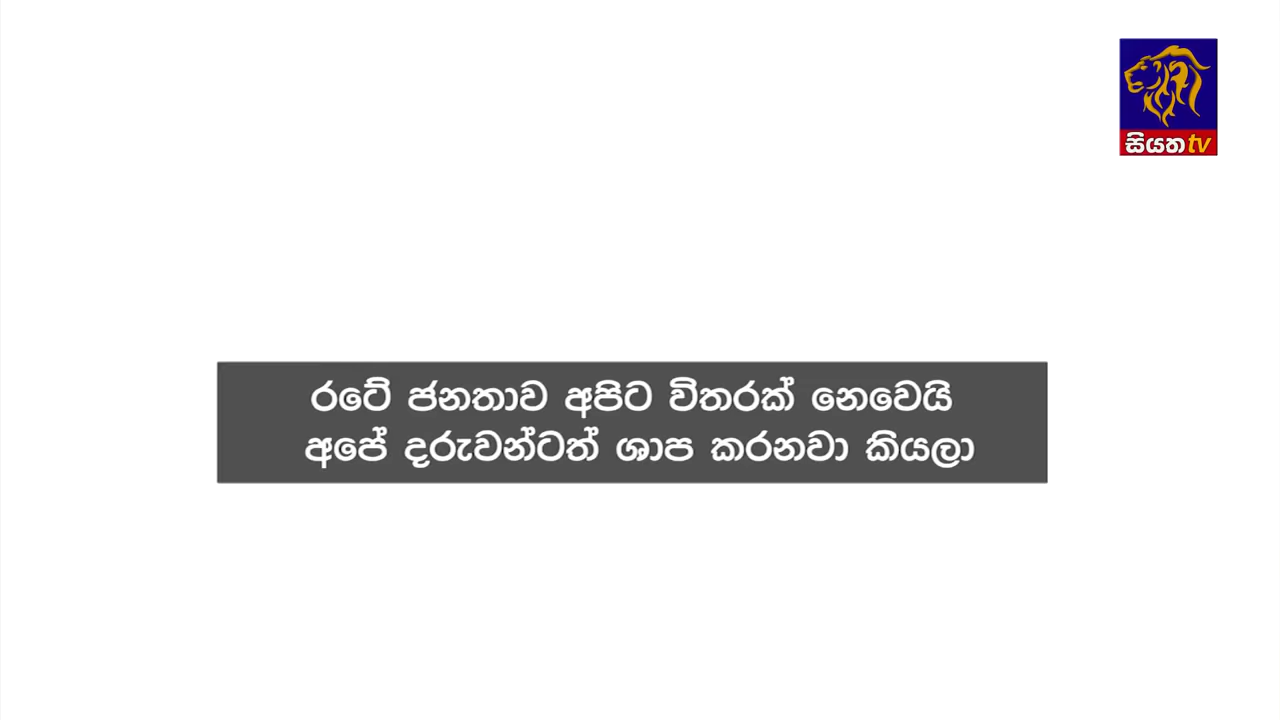 සියත tv
රටේ ජනතාව අපිට විතරක් නෙවෙයි
අපේ දරුවන්ටත් ශාප කරනවා කියලා